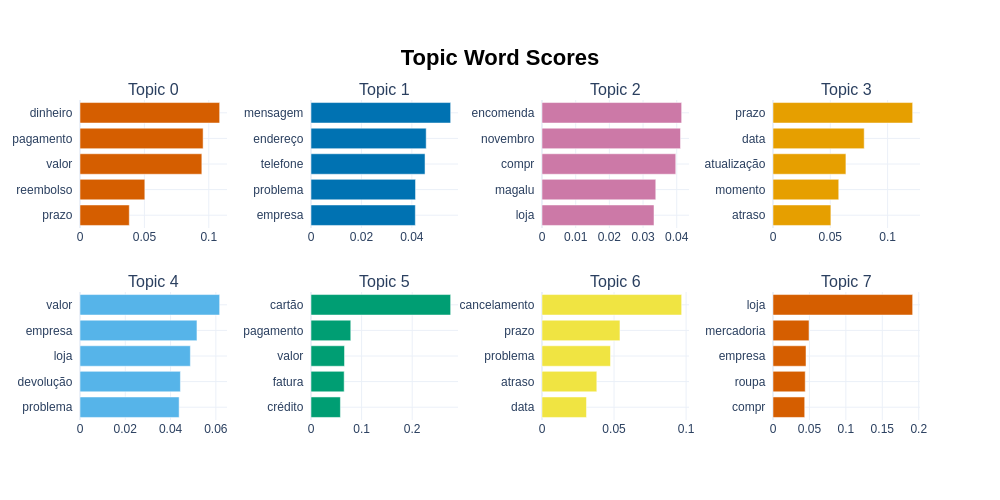 Topic Word Scores
Topic 0
dinheiro
pagamento
valor
reembolso
prazo
0 0.05 0.1
Topic 1
mensagem
endereço
telefone
problema
empresa
0 0.02 0.04
Topic 2
encomenda
novembro
compr
magalu
loja
0 0.01 0.02 0.03 0.04
Topic 3
prazo
data
atualização
momento
atraso
0 0.05 0.1
Topic 4
valor
empresa
loja
devolução
problema
0 0.02 0.04 0.06
Topic 5
cartão
pagamento
valor
fatura
crédito
0 0.1 0.2
Topic 6
cancelamento
prazo
problema
atraso
data
0 0.05 0.1
Topic 7
loja
mercadoria
empresa
roupa
compr
0 0.05 0.1 0.15 0.2